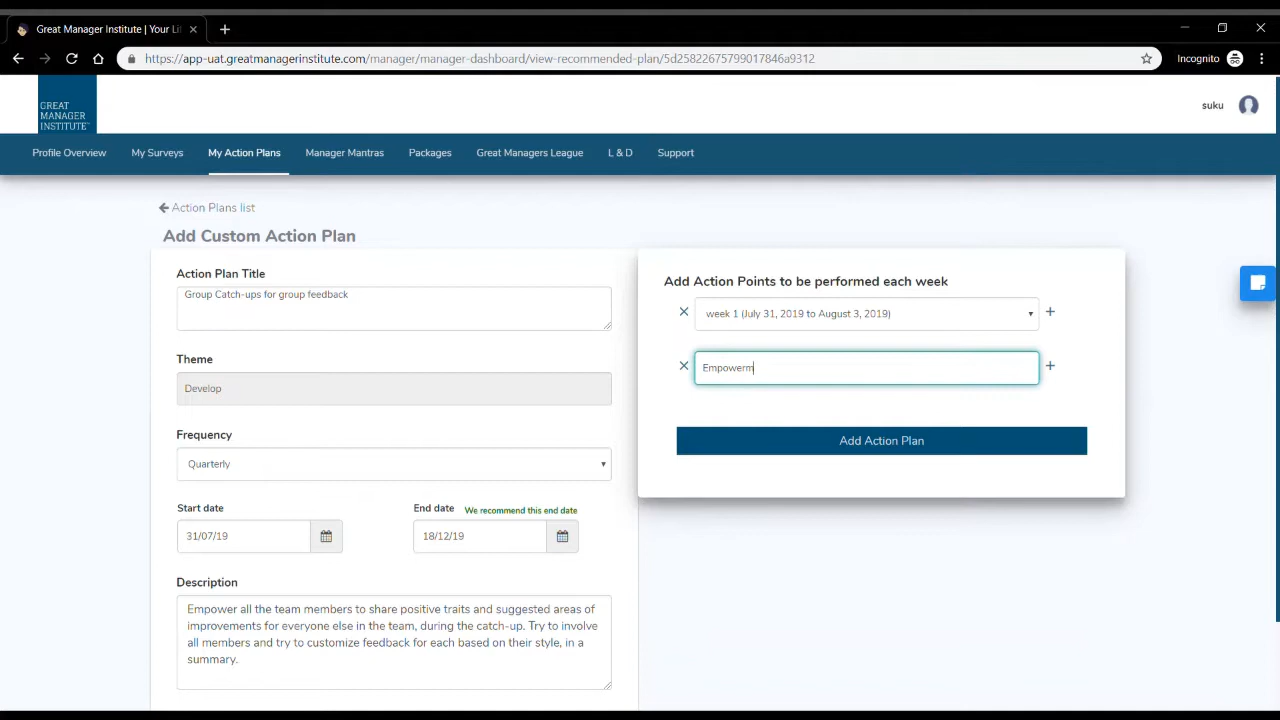 Great Manager Institute | Your Li
https://app-uat.greatmanagerinstitute.com/manager/manager-dashboard/view-recommended-plan/5d25822675799017846a9312
Incognito
GREAT
MANAGER
INSTITUTE™
suku
Profile Overview My Surveys My Action Plans Manager Mantras Packages Great Managers League L & D Support
Action Plans list
Add Custom Action Plan
Action Plan Title
Group Catch-ups for group feedback
Theme
Develop
Frequency
Quarterly
Start date
31/07/19
End date We recommend this end date
18/12/19
Description
Empower all the team members to share positive traits and suggested areas of
improvements for everyone else in the team, during the catch-up. Try to involve
all members and try to customize feedback for each based on their style, in a
summary.
Add Action Points to be performed each week
week 1 (July 31, 2019 to August 3, 2019)
Empowerm
Add Action Plan